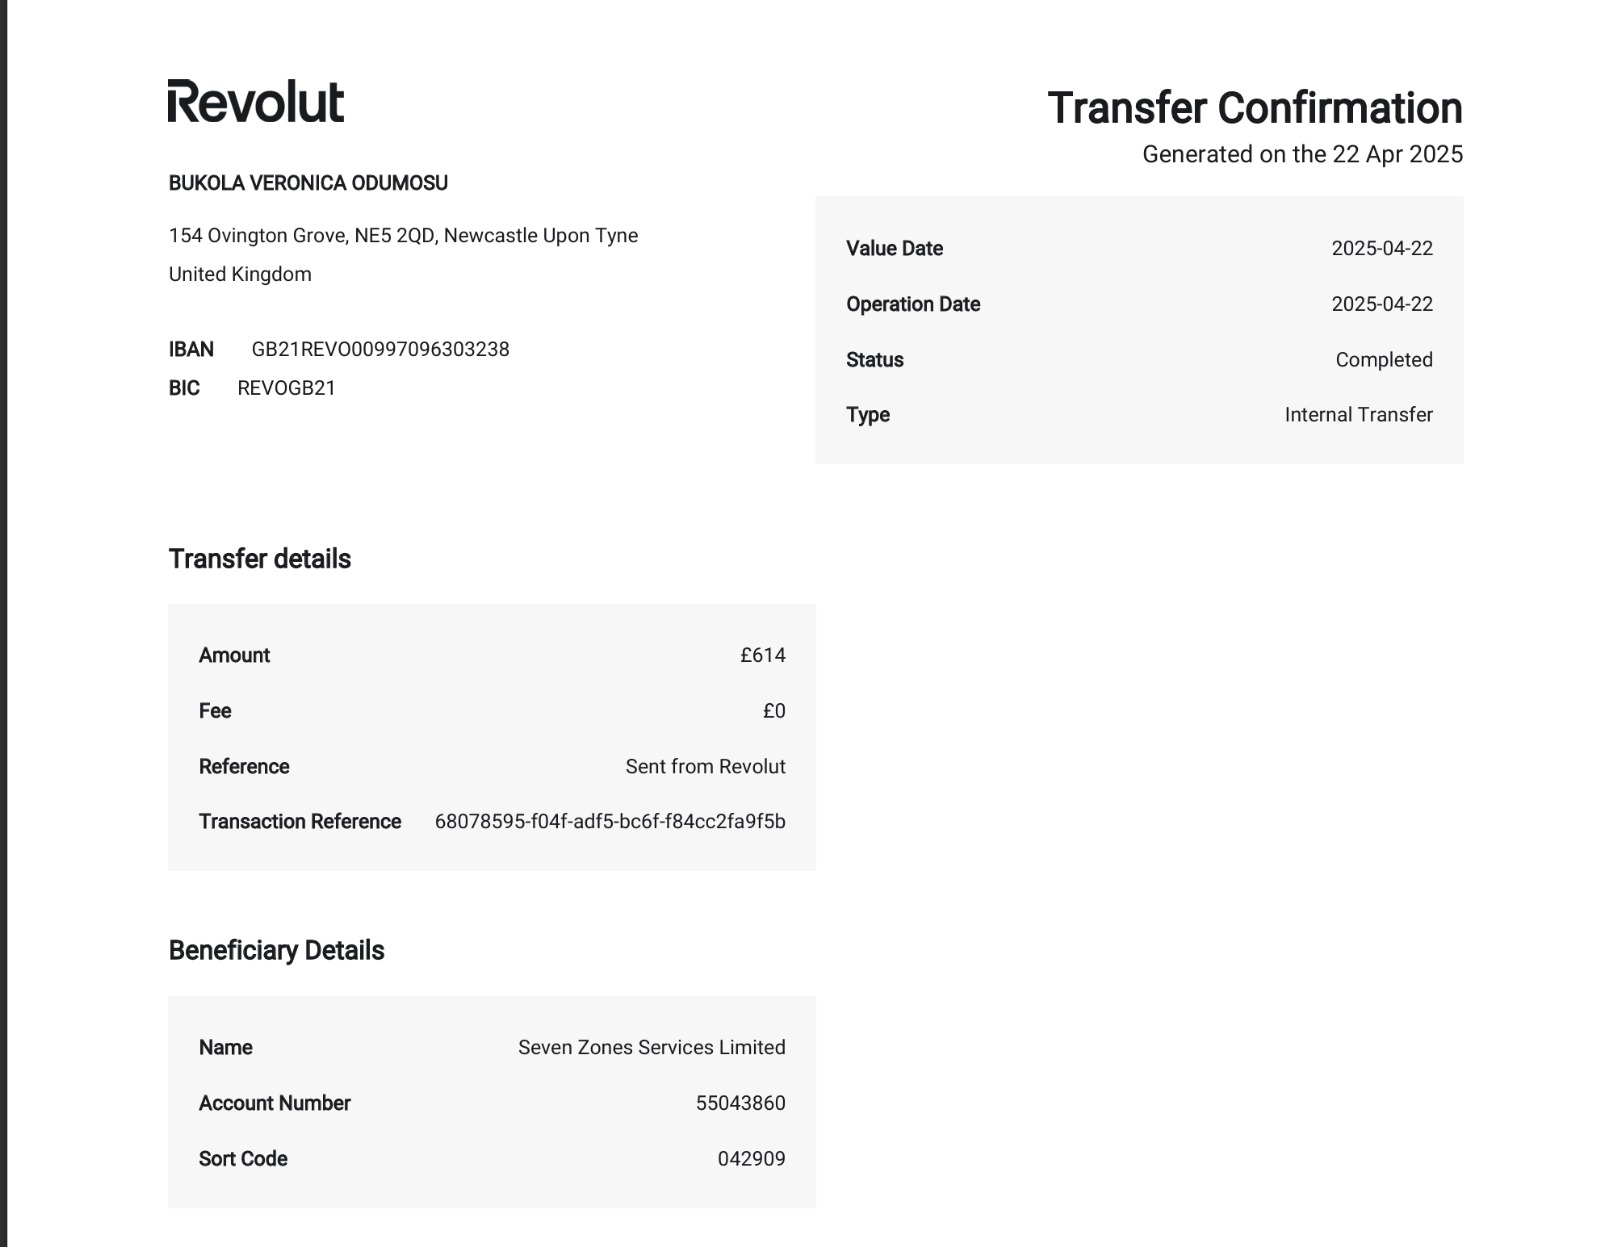 Revolut
Transfer Confirmation
Generated on the 22 Apr 2025
BUKOLA VERONICA ODUMOSU
154 Ovington Grove, NE5 2QD, Newcastle Upon Tyne
United Kingdom
IBAN GB21REVO00997096303238
BIC REVOGB21
Value Date 2025-04-22
Operation Date 2025-04-22
Status Completed
Type Internal Transfer
Transfer details
Amount £614
Fee £0
Reference Sent from Revolut
Transaction Reference 68078595-f04f-adf5-bc6f-f84cc2fa9f5b
Beneficiary Details
Name Seven Zones Services Limited
Account Number 55043860
Sort Code 042909